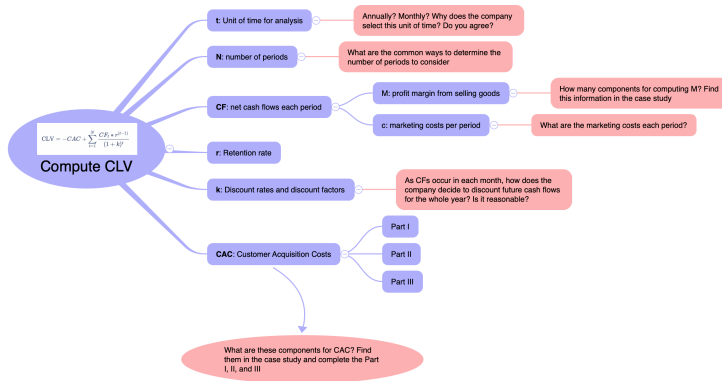 t: Unit of time for analysis
Annually? Monthly? Why does the company
select this unit of time? Do you agree?
N: number of periods
What are the common ways to determine the
number of periods to consider
CF: net cash flows each period
M: profit margin from selling goods
How many components for computing M? Find
this information in the case study
c: marketing costs per period
What are the marketing costs each period?
CLV = -CAC + \sum_{t=1}^{N} \frac{CF_t * r^{(t-1)}}{(1+k)^t}
Compute CLV
r: Retention rate
k: Discount rates and discount factors
As CFs occur in each month, how does the
company decide to discount future cash flows
for the whole year? Is it reasonable?
CAC: Customer Acquisition Costs
Part I
Part II
Part III
What are these components for CAC? Find
them in the case study and complete the Part
I, II, and III